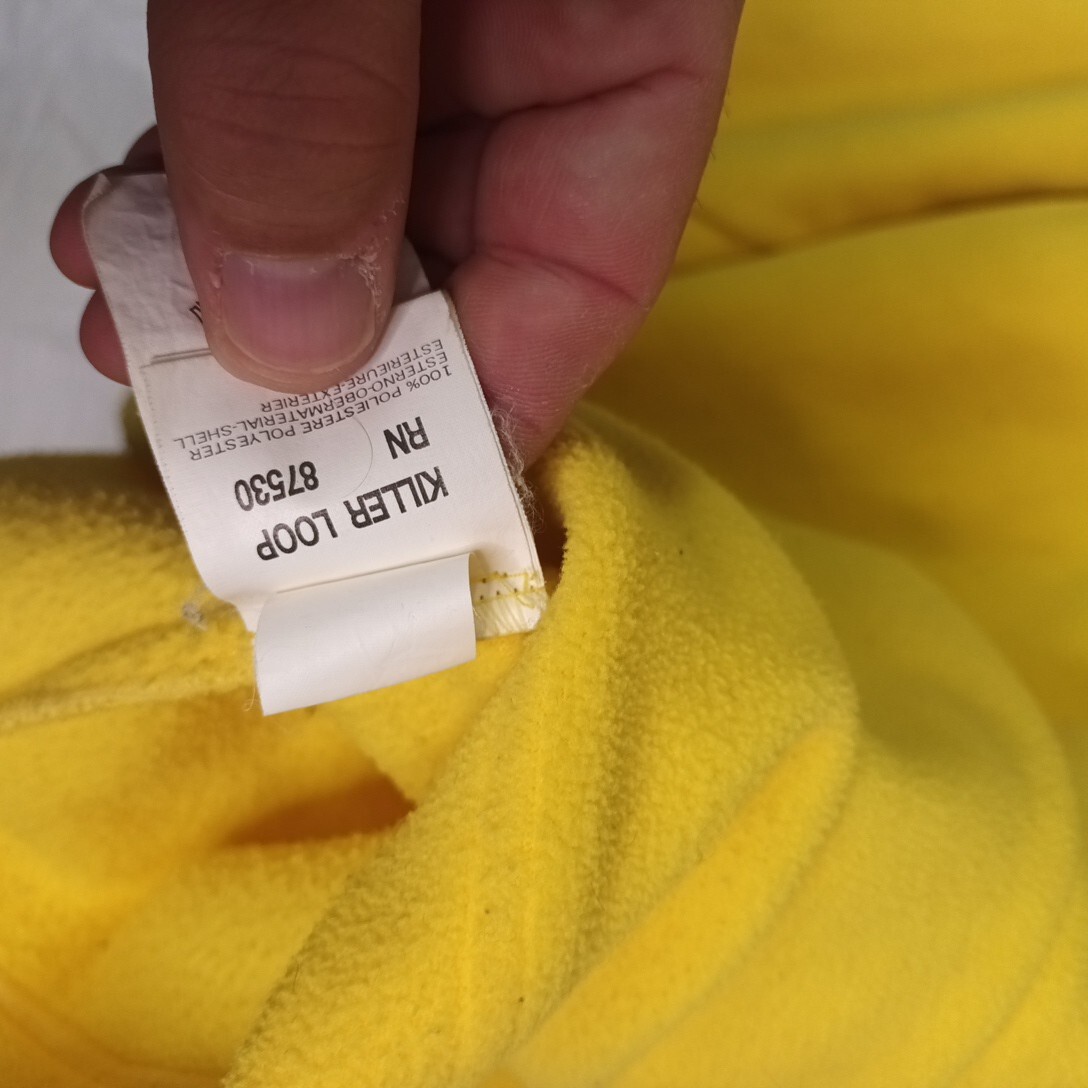 KILLER LOOP
RN 87530
100% POLIESTERE POLYESTER
ESTERNO-OBERMATERIAL-SHELL
ESTERIEURE-EXTERIER